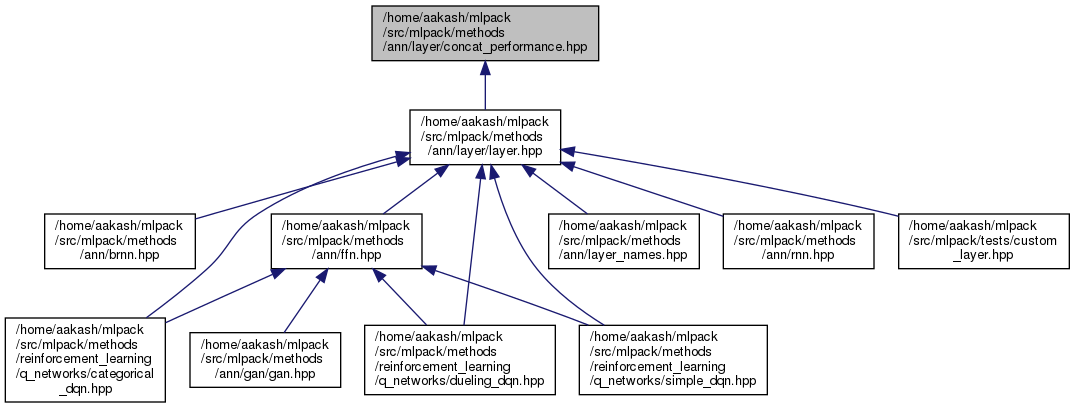 /home/aakash/mlpack
/src/mlpack/methods
/ann/layer/concat_performance.hpp
/home/aakash/mlpack
/src/mlpack/methods
/ann/layer/layer.hpp
/home/aakash/mlpack
/src/mlpack/methods
/ann/brnn.hpp
/home/aakash/mlpack
/src/mlpack/methods
/ann/ffn.hpp
/home/aakash/mlpack
/src/mlpack/methods
/ann/layer_names.hpp
/home/aakash/mlpack
/src/mlpack/methods
/ann/rnn.hpp
/home/aakash/mlpack
/src/mlpack/tests/custom
_layer.hpp
/home/aakash/mlpack
/src/mlpack/methods
/reinforcement_learning
/q_networks/categorical
_dqn.hpp
/home/aakash/mlpack
/src/mlpack/methods
/ann/gan/gan.hpp
/home/aakash/mlpack
/src/mlpack/methods
/reinforcement_learning
/q_networks/dueling_dqn.hpp
/home/aakash/mlpack
/src/mlpack/methods
/reinforcement_learning
/q_networks/simple_dqn.hpp